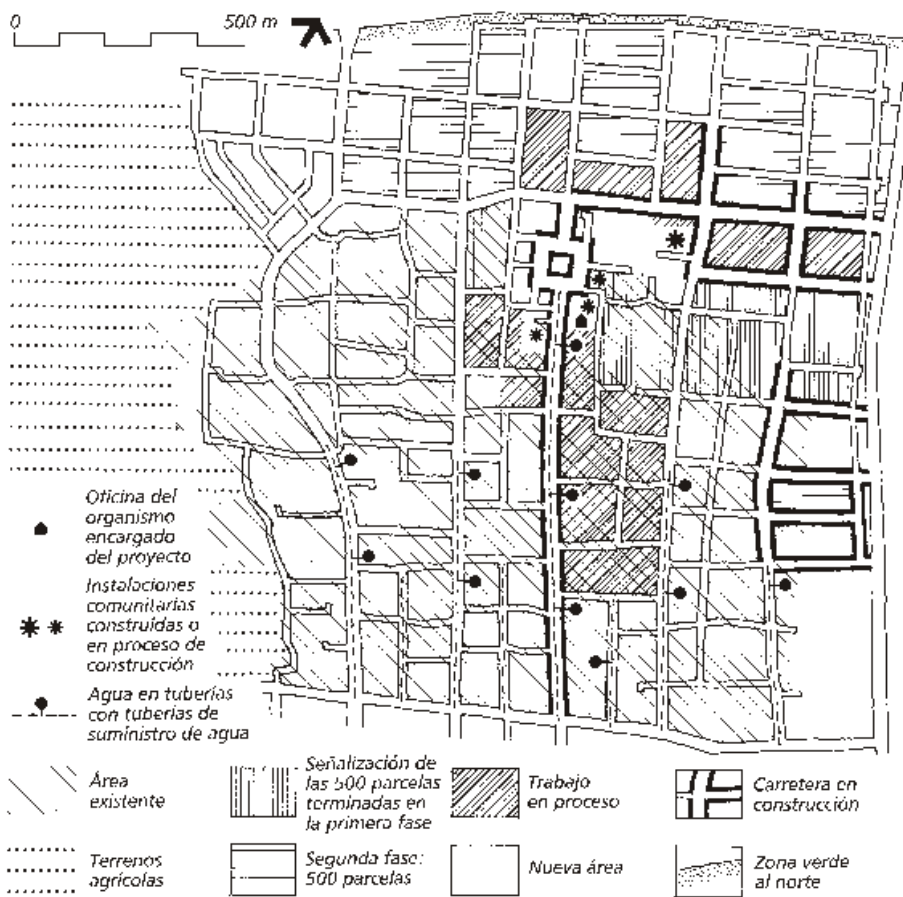 0 500 m
Oficina del
organismo
encargado
del proyecto
Instalaciones
comunitarias
construídas o
en proceso de
construcción
Agua en tuberías
con tuberías de
suministro de agua
Área
existente
Señalización de
las 500 parcelas
terminadas en
la primera fase
Trabajo
en proceso
Carretera en
construcción
Terrenos
agrícolas
Segunda fase:
500 parcelas
Nueva área
Zona verde
al norte